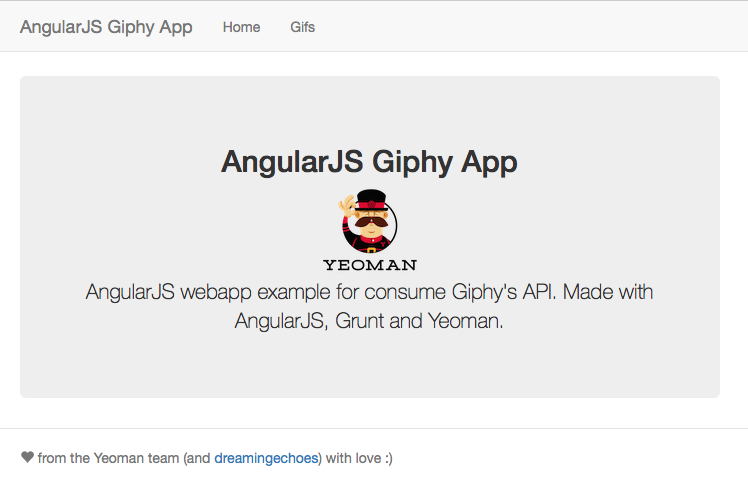 AngularJS Giphy App Home Gifs
AngularJS Giphy App
YEOMAN
AngularJS webapp example for consume Giphy's API. Made with
AngularJS, Grunt and Yeoman.
♥ from the Yeoman team (and dreamingechoes) with love :)